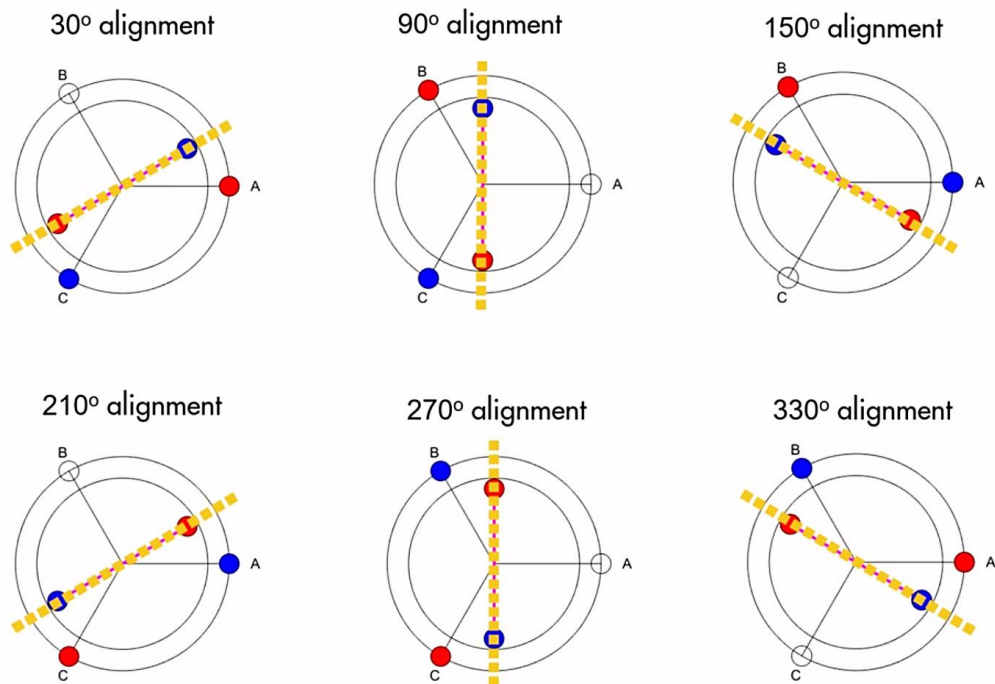 30º alignment
90º alignment
150º alignment
B
A
C
B
A
C
B
A
C
210º alignment
270º alignment
330º alignment
B
A
C
B
A
C
B
A
C